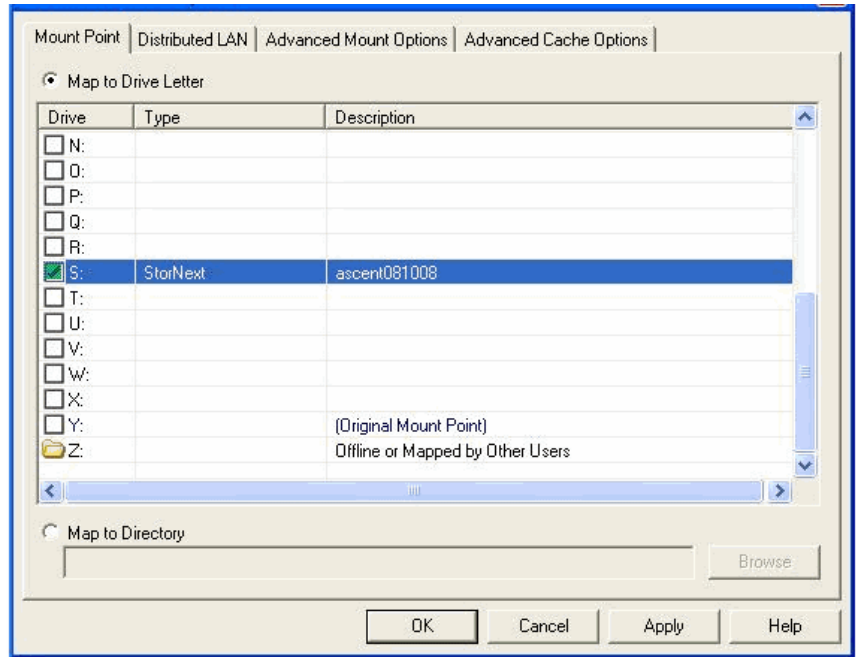 Mount Point Distributed LAN Advanced Mount Options Advanced Cache Options
Map to Drive Letter
Drive Type Description
N:
O:
P:
Q:
R:
S: StorNext ascent081008
T:
U:
V:
W:
X:
Y: (Original Mount Point)
Z: Offline or Mapped by Other Users
Map to Directory
Browse
OK Cancel Apply Help